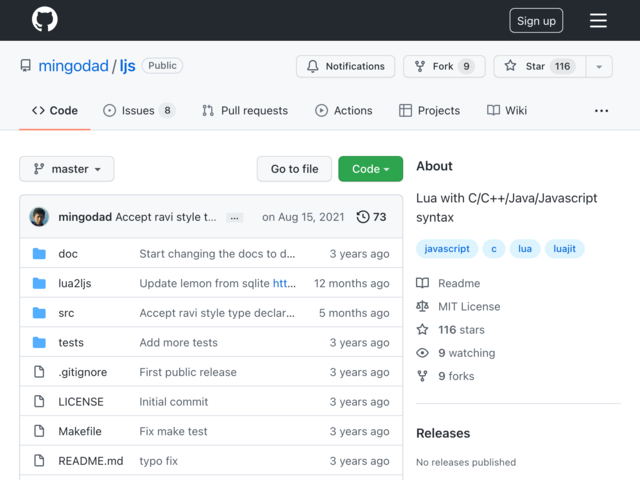 Sign up
mingodad / ljs Public
Notifications Fork 9 Star 116
Code Issues 8 Pull requests Actions Projects Wiki
master Go to file Code
mingodad Accept ravi style t... ... on Aug 15, 2021 73
doc Start changing the docs to d... 3 years ago
lua2ljs Update lemon from sqlite htt... 12 months ago
src Accept ravi style type declar... 5 months ago
tests Add more tests 3 years ago
.gitignore First public release 3 years ago
LICENSE Initial commit 3 years ago
Makefile Fix make test 3 years ago
README.md typo fix 3 years ago
About
Lua with C/C++/Java/Javascript
syntax
javascript c lua luajit
Readme
MIT License
116 stars
9 watching
9 forks
Releases
No releases published